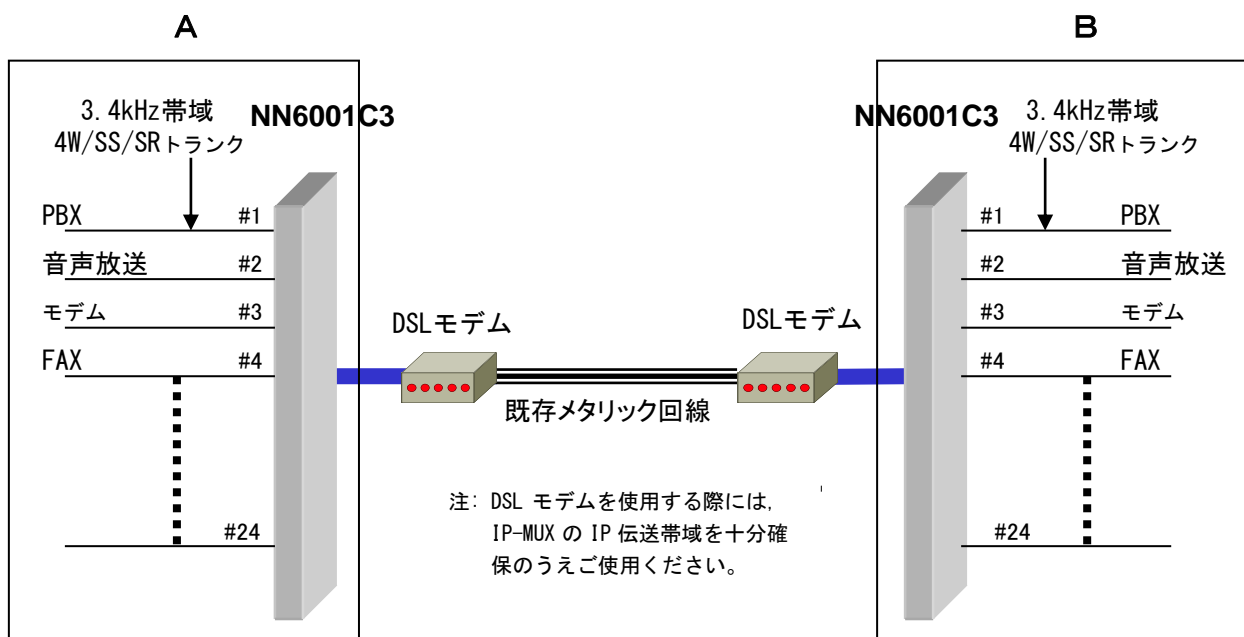 A
B
3.4kHz帯域
4W/SS/SRトランク
NN6001C3
NN6001C3
3.4kHz帯域
4W/SS/SRトランク
PBX #1
音声放送 #2
モデム #3
FAX #4
#24
DSLモデム
DSLモデム
既存メタリック回線
#1 PBX
#2 音声放送
#3 モデム
#4 FAX
#24
注: DSL モデムを使用する際には,
IP-MUX の IP 伝送帯域を十分確
保のうえご使用ください。